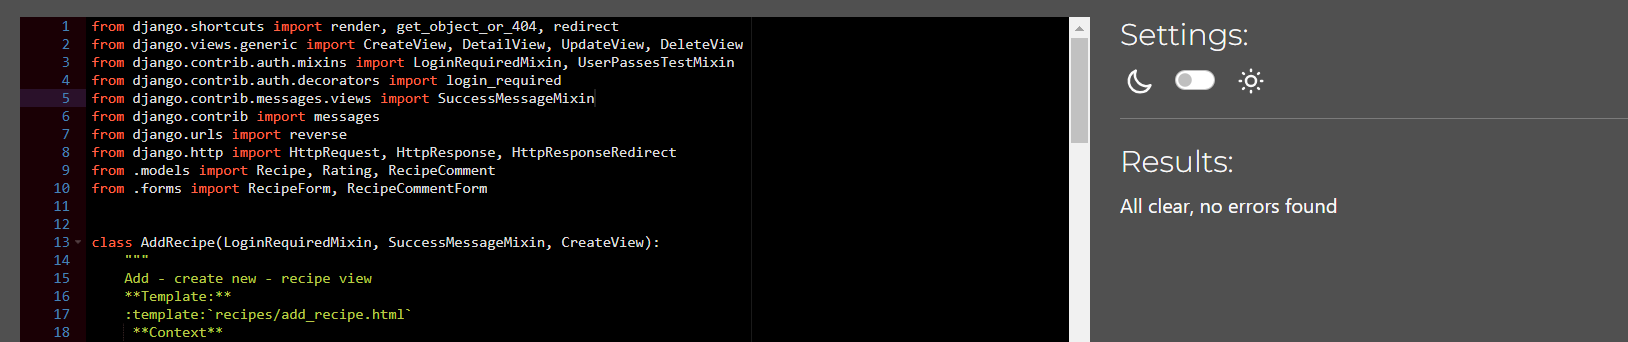 1 from django.shortcuts import render, get_object_or_404, redirect
2 from django.views.generic import CreateView, DetailView, UpdateView, DeleteView
3 from django.contrib.auth.mixins import LoginRequiredMixin, UserPassesTestMixin
4 from django.contrib.auth.decorators import login_required
5 from django.contrib.messages.views import SuccessMessageMixin
6 from django.contrib import messages
7 from django.urls import reverse
8 from django.http import HttpRequest, HttpResponse, HttpResponseRedirect
9 from .models import Recipe, Rating, RecipeComment
10 from .forms import RecipeForm, RecipeCommentForm
11
12
13 class AddRecipe(LoginRequiredMixin, SuccessMessageMixin, CreateView):
14     """
15     Add - create new - recipe view
16     **Template:**
17     :template:`recipes/add_recipe.html`
18      **Context**
Settings:
Results:
All clear, no errors found